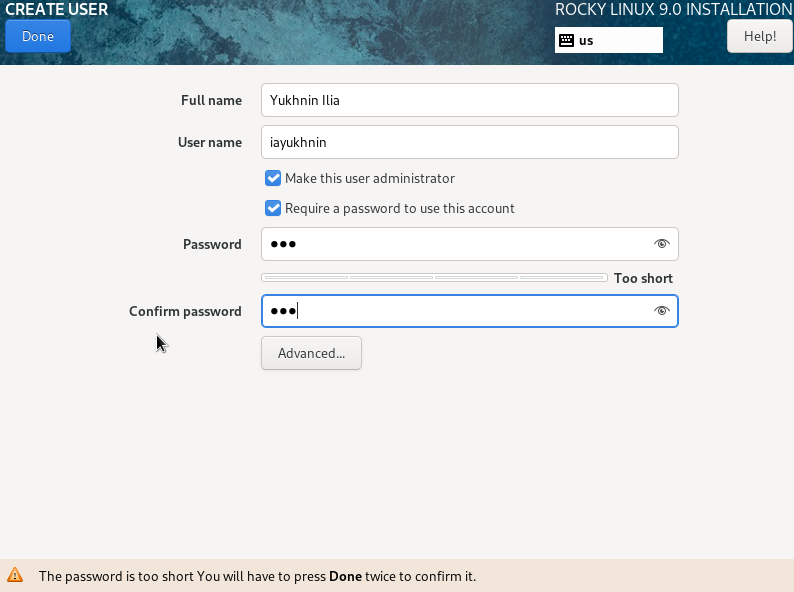 CREATE USER
ROCKY LINUX 9.0 INSTALLATION
Done
us
Help!
Full name
Yukhnin Ilia
User name
iayukhnin
Make this user administrator
Require a password to use this account
Password
●●●
Too short
Confirm password
●●●
Advanced...
The password is too short You will have to press Done twice to confirm it.